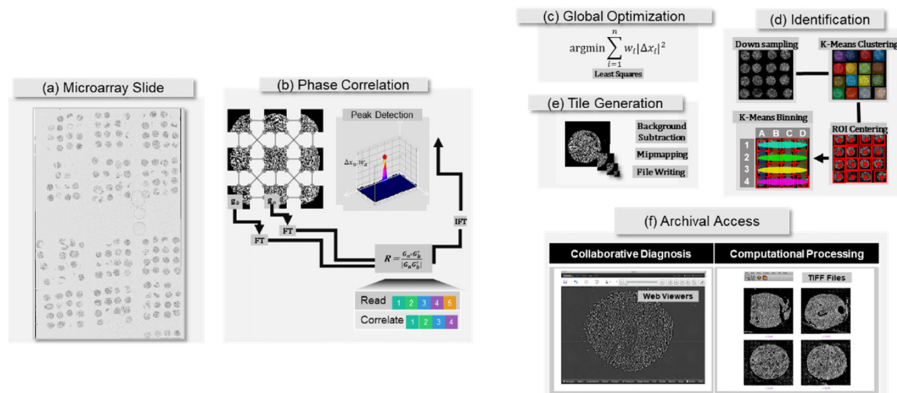 (a) Microarray Slide
(b) Phase Correlation
Peak Detection
FT
FT
IFT
Read 1 2 3 4 5
Correlate 1 2 3 4
(c) Global Optimization
Least Squares
(d) Identification
Down sampling
K-Means Clustering
K-Means Binning
ROI Centering
A B C D
1
2
3
4
(e) Tile Generation
Background
Subtraction
Mipmapping
File Writing
(f) Archival Access
Collaborative Diagnosis
Computational Processing
Web Viewers
TIFF Files